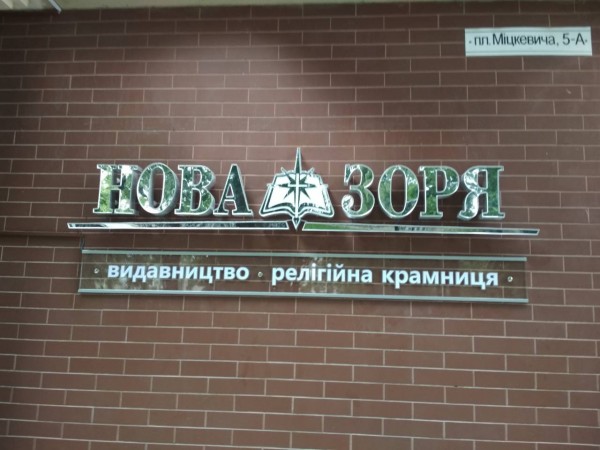 пл.Міцкевича, 5-А
НОВА ЗОРЯ
видавництво • релігійна крамниця